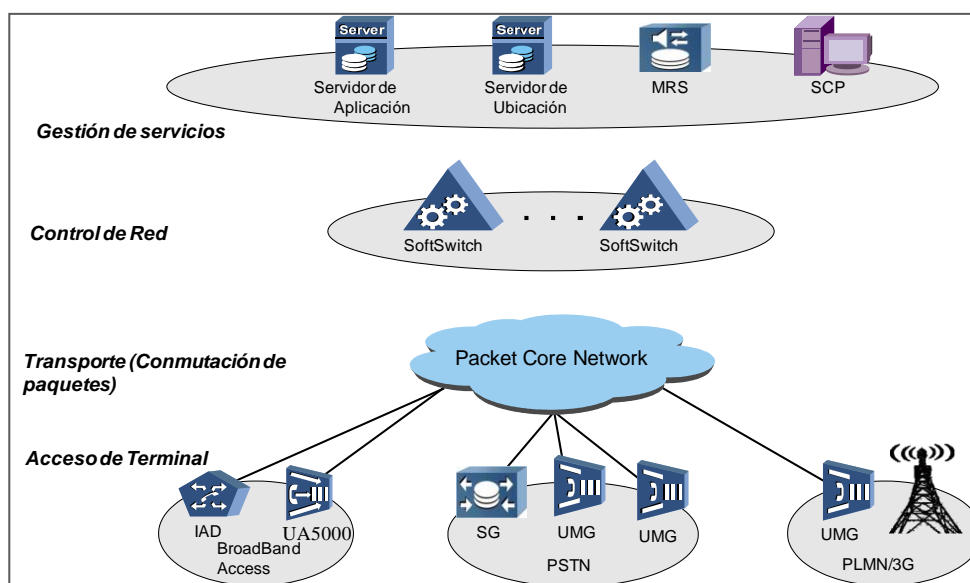 Server
Server
Servidor de
Aplicación
Servidor de
Ubicación
MRS
SCP
Gestión de servicios
SoftSwitch
. . .
SoftSwitch
Control de Red
Packet Core Network
Transporte (Conmutación de
paquetes)
Acceso de Terminal
IAD
UA5000
BroadBand
Access
SG
UMG
UMG
PSTN
UMG
PLMN/3G